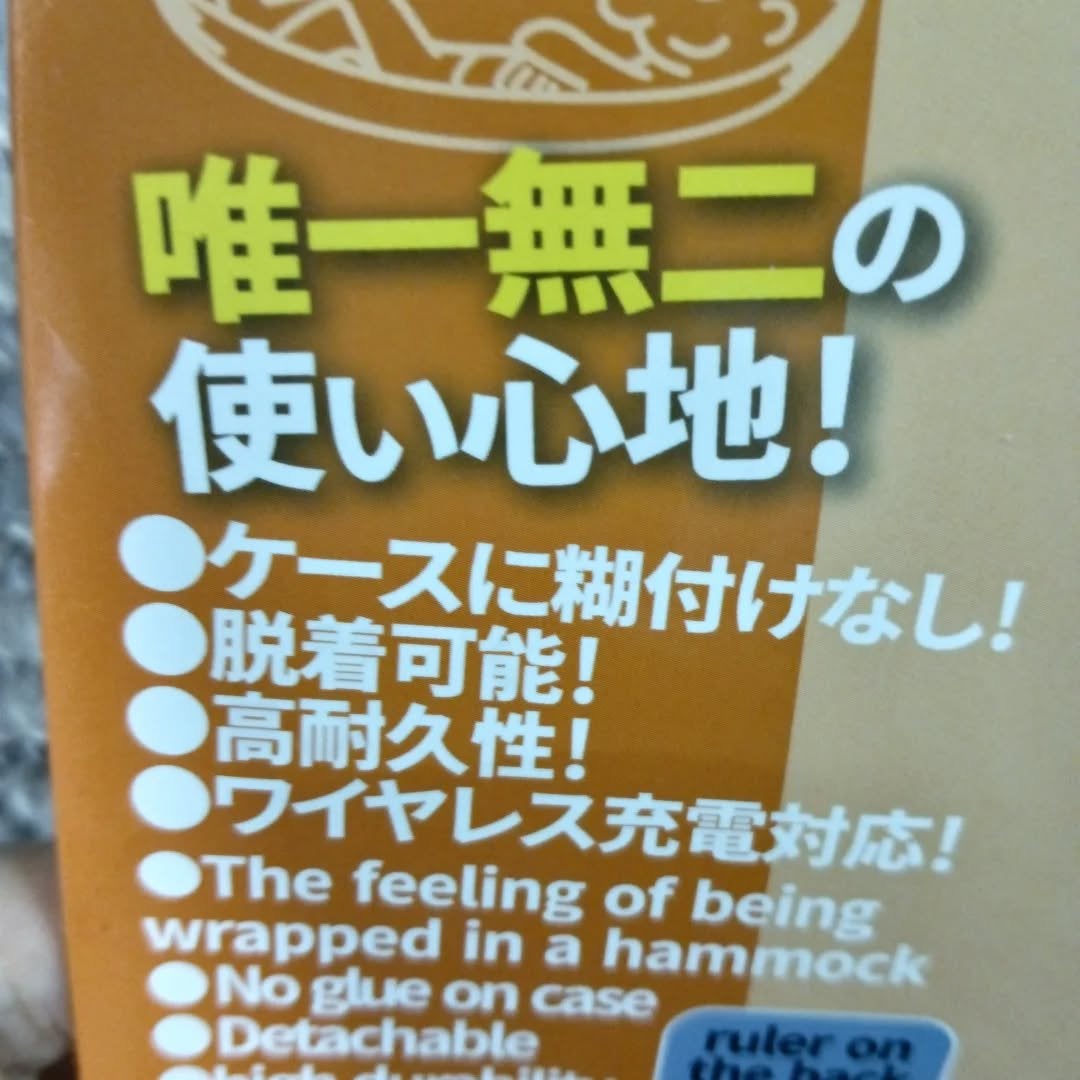 唯一無二の
使い心地!
●ケースに糊付けなし!
●脱着可能!
●高耐久性!
●ワイヤレス充電対応!
●The feeling of being
wrapped in a hammock
●No glue on case
●Detachable
●high durability
ruler on
the back